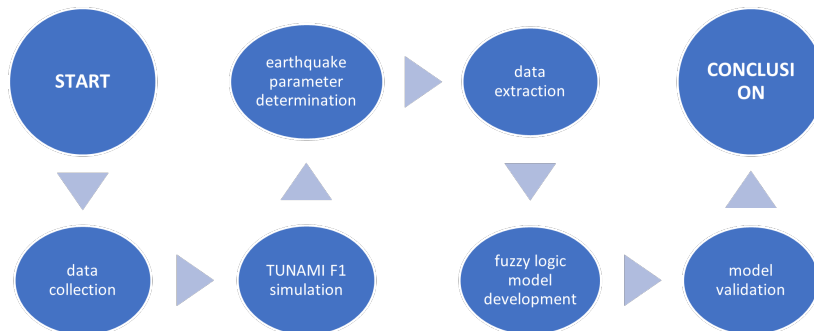 START
data
collection
TUNAMI F1
simulation
earthquake
parameter
determination
data
extraction
fuzzy logic
model
development
model
validation
CONCLUSI
ON